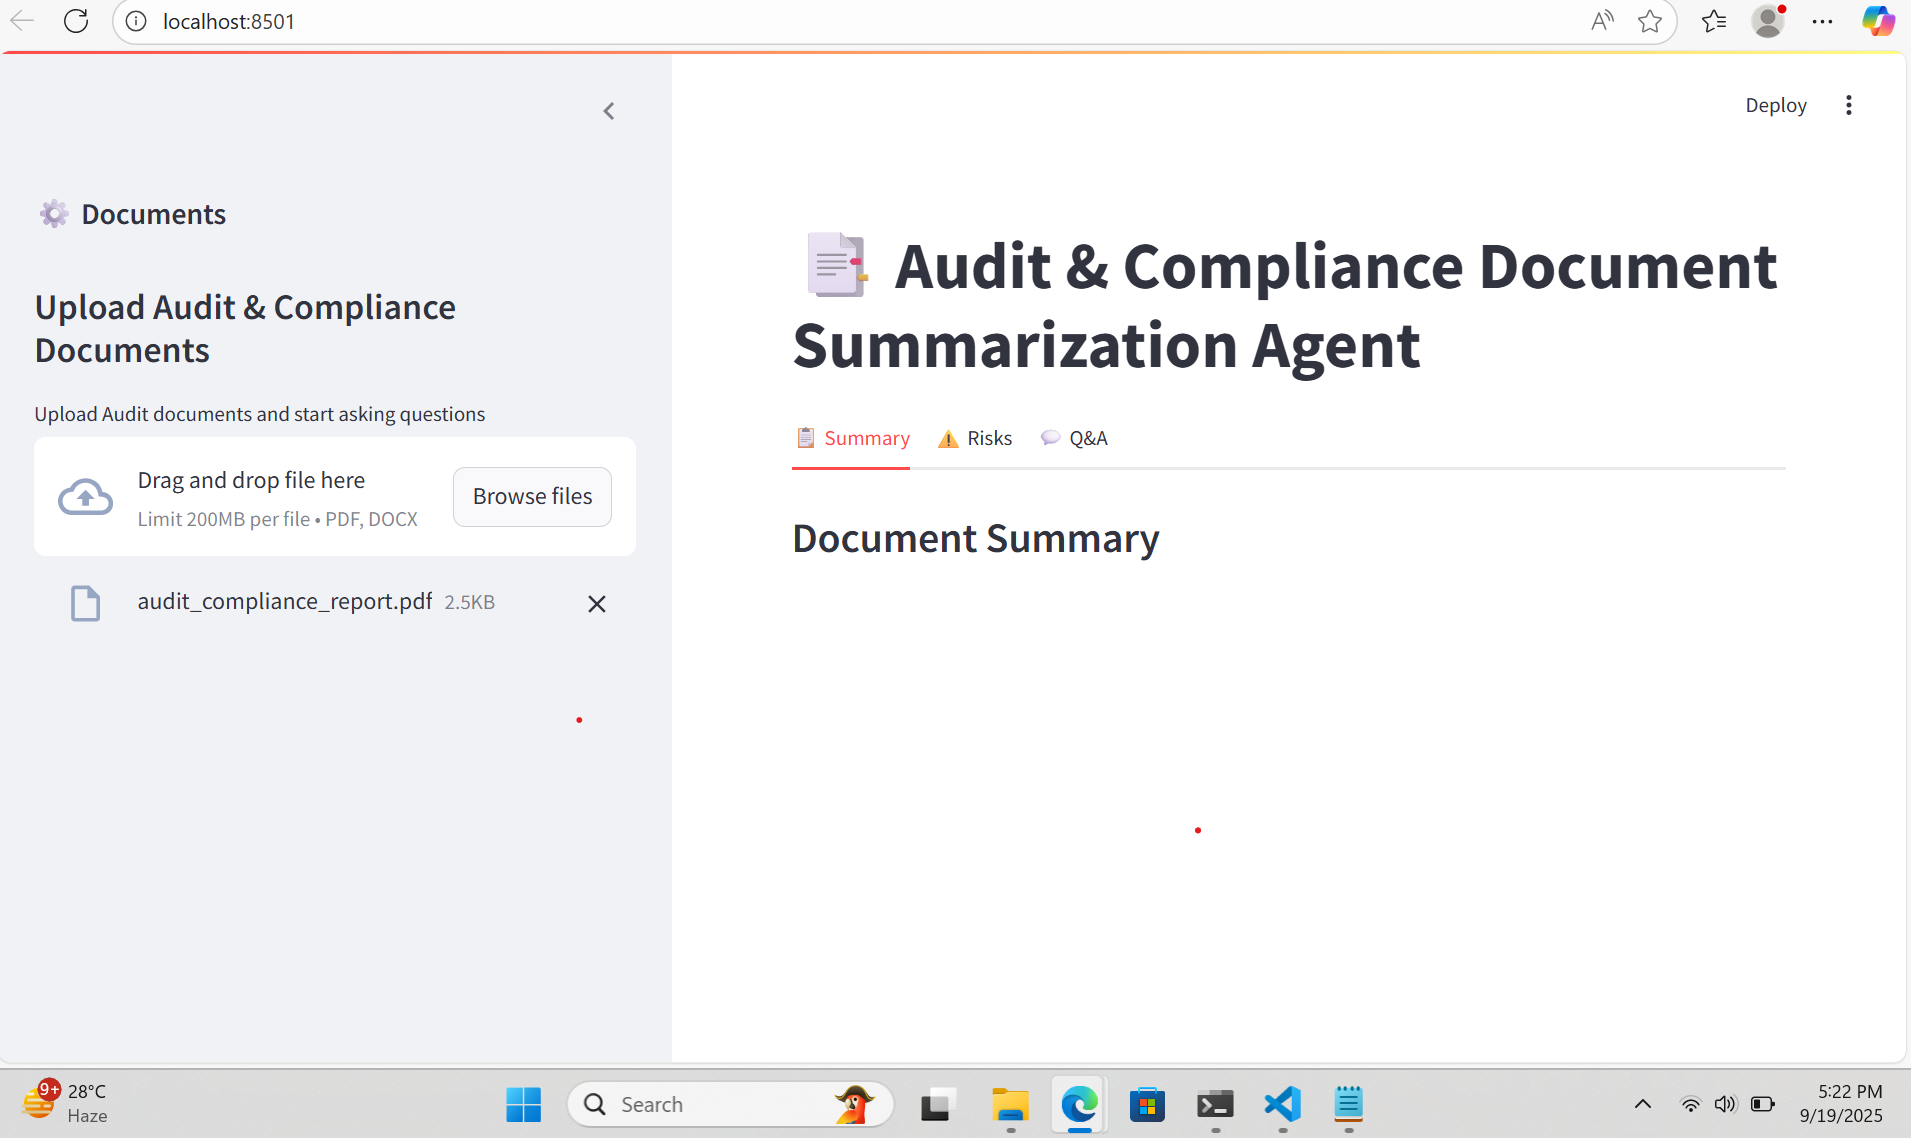 localhost:8501
Deploy
Documents
Upload Audit & Compliance
Documents
Upload Audit documents and start asking questions
Drag and drop file here
Limit 200MB per file • PDF, DOCX
Browse files
audit_compliance_report.pdf 2.5KB
Audit & Compliance Document
Summarization Agent
Summary Risks Q&A
Document Summary
9+
28°C
Haze
Search
5:22 PM
9/19/2025